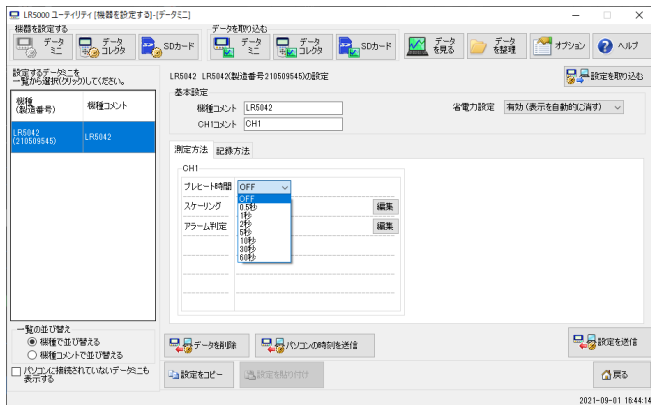 LR5000 ユーティリティ [機器を設定する]-[データミニ]
機器を設定する
データを取り込む
データミニ
データコレクタ
SDカード
データミニ
データコレクタ
SDカード
データを見る
データを整理
オプション
ヘルプ
設定するデータミニを
一覧から選択(クリック)してください。
LR5042 LR5042(製造番号210509545)の設定
設定を取り込む
機種
(製造番号)
機種コメント
LR5042
(210509545)
LR5042
基本設定
機種コメント LR5042
省電力設定 有効 (表示を自動的に消す)
CH1コメント CH1
測定方法 記録方法
CH1
プレヒート時間 OFF
OFF
0.5秒
1秒
2秒
5秒
10秒
30秒
60秒
スケーリング 編集
アラーム判定 編集
一覧の並び替え
機種で並び替える
機種コメントで並び替える
パソコンに接続されていないデータミニも
表示する
データを削除
パソコンの時刻を送信
設定を送信
設定をコピー
設定を貼り付け
戻る
2021-09-01 16:44:14